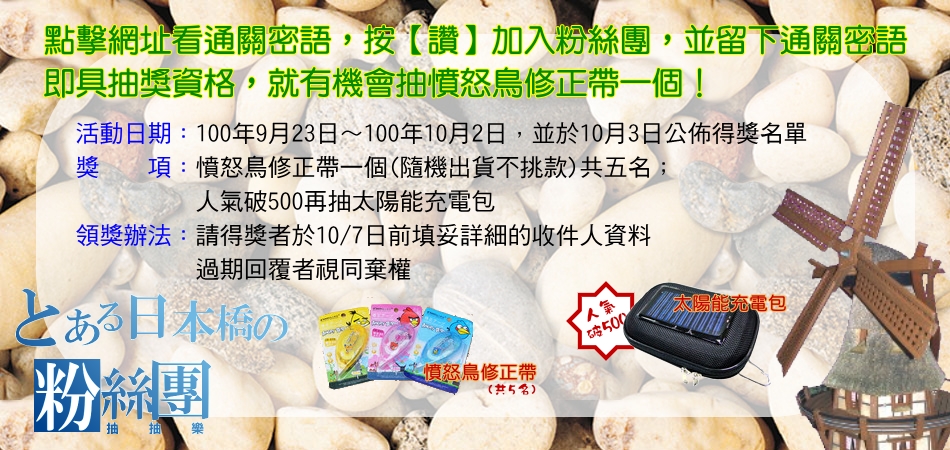 點擊網址看通關密語，按【讚】加入粉絲團，並留下通關密語
即具抽獎資格，就有機會抽憤怒鳥修正帶一個！
活動日期：100年9月23日～100年10月2日，並於10月3日公佈得獎名單
獎　　項：憤怒鳥修正帶一個(隨機出貨不挑款)共五名；
人氣破500再抽太陽能充電包
領獎辦法：請得獎者於10/7日前填妥詳細的收件人資料
過期回覆者視同棄權
とある日本橋の
粉絲團
抽抽樂
憤怒鳥修正帶
(共5名)
人氣
破500
太陽能充電包